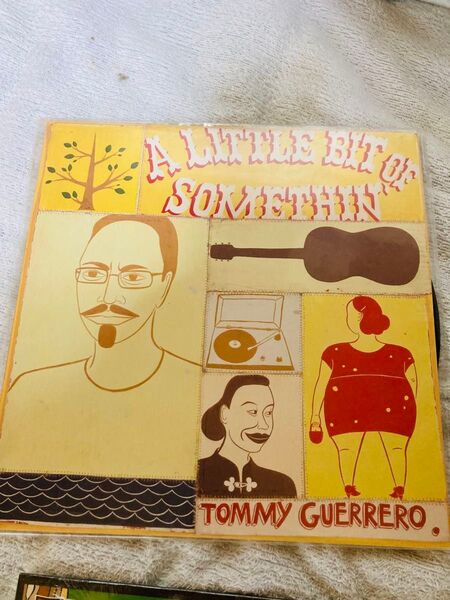 A LITTLE BIT OF
SOMETHIN'
TOMMY GUERRERO.